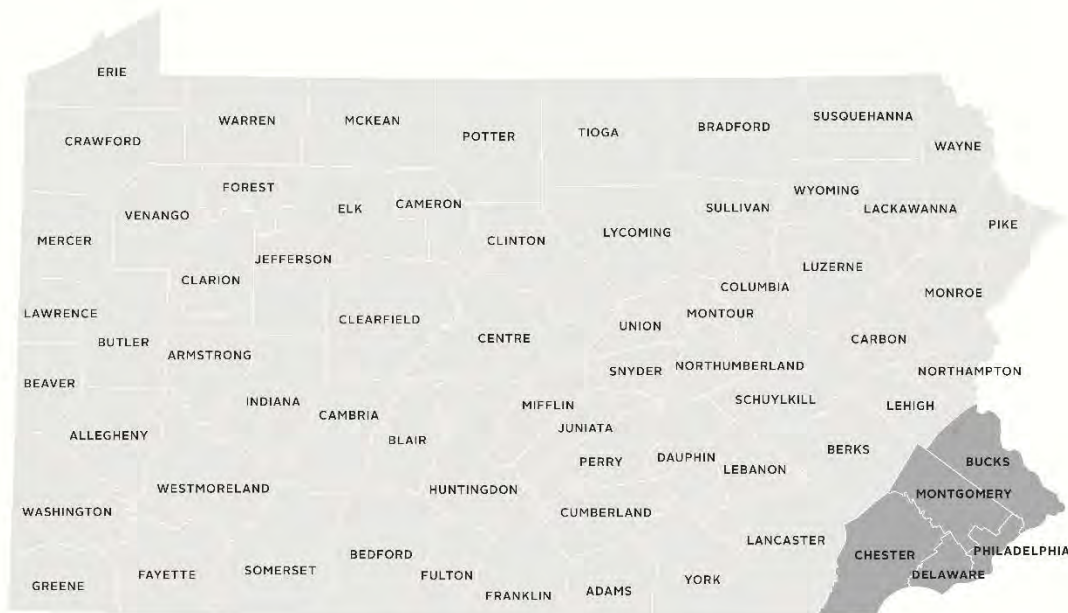 ERIE
WARREN
MCKEAN
POTTER
TIOGA
BRADFORD
SUSQUEHANNA
CRAWFORD
WAYNE
FOREST
VENANGO
ELK
CAMERON
SULLIVAN
WYOMING
LACKAWANNA
PIKE
MERCER
JEFFERSON
CLINTON
LYCOMING
CLARION
LUZERNE
COLUMBIA
MONROE
LAWRENCE
BUTLER
CLEARFIELD
CENTRE
UNION
MONTOUR
CARBON
ARMSTRONG
BEAVER
SNYDER
NORTHUMBERLAND
NORTHAMPTON
INDIANA
CAMBRIA
MIFFLIN
SCHUYLKILL
LEHIGH
ALLEGHENY
BLAIR
JUNIATA
PERRY
DAUPHIN
LEBANON
BERKS
BUCKS
WESTMORELAND
HUNTINGDON
MONTGOMERY
WASHINGTON
CUMBERLAND
LANCASTER
CHESTER
PHILADELPHIA
GREENE
FAYETTE
SOMERSET
BEDFORD
FULTON
FRANKLIN
ADAMS
YORK
DELAWARE